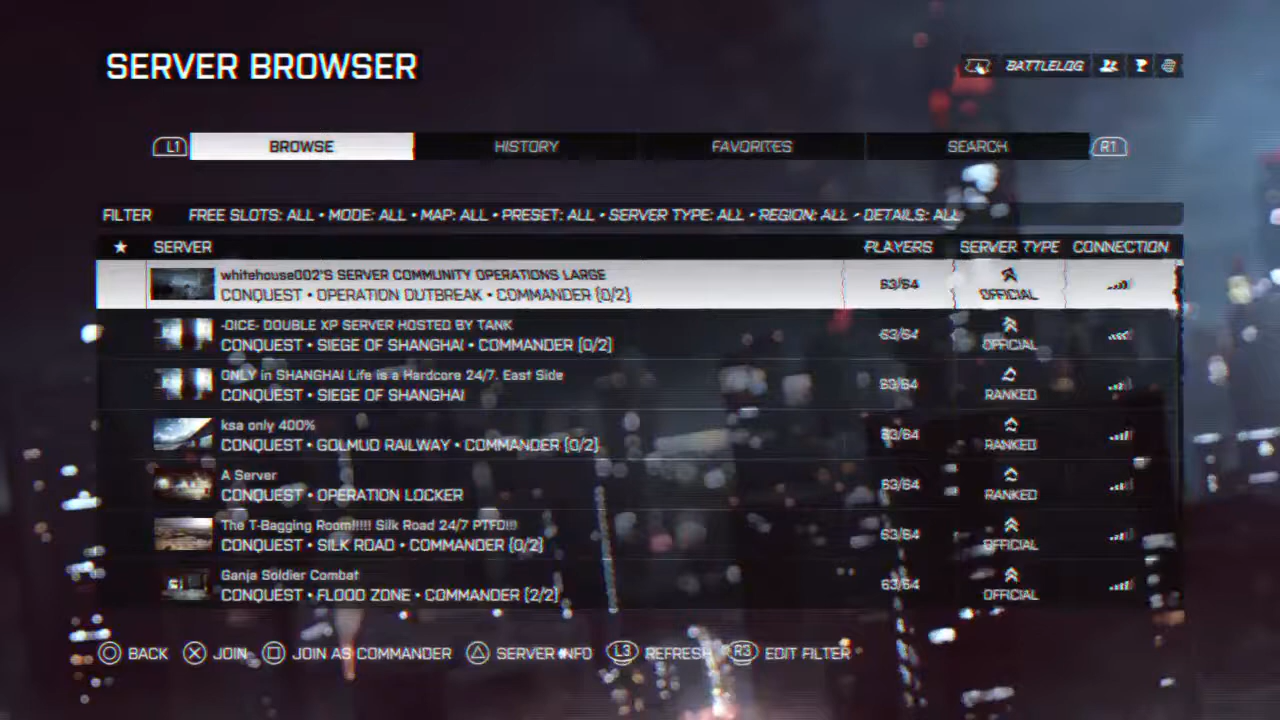 SERVER BROWSER
BATTLELOG
L1 BROWSE HISTORY FAVORITES SEARCH R1
FILTER FREE SLOTS: ALL • MODE: ALL • MAP: ALL • PRESET: ALL • SERVER TYPE: ALL • REGION: ALL • DETAILS: ALL
★ SERVER PLAYERS SERVER TYPE CONNECTION
whitehouse002'S SERVER COMMUNITY OPERATIONS LARGE
CONQUEST • OPERATION OUTBREAK • COMMANDER (0/2) 63/64 OFFICIAL
-DICE- DOUBLE XP SERVER HOSTED BY TANK
CONQUEST • SIEGE OF SHANGHAI • COMMANDER (0/2) 63/64 OFFICIAL
ONLY in SHANGHAI Life is a Hardcore 24/7. East Side
CONQUEST • SIEGE OF SHANGHAI 63/64 RANKED
ksa only 400%
CONQUEST • GOLMUD RAILWAY • COMMANDER (0/2) 63/64 RANKED
A Server
CONQUEST • OPERATION LOCKER 63/64 RANKED
The T-Bagging Room!!!!! Silk Road 24/7 PTFO!!!
CONQUEST • SILK ROAD • COMMANDER (0/2) 63/64 OFFICIAL
Ganja Soldier Combat
CONQUEST • FLOOD ZONE • COMMANDER (2/2) 63/64 OFFICIAL
BACK JOIN JOIN AS COMMANDER SERVER INFO L3 REFRESH R3 EDIT FILTER